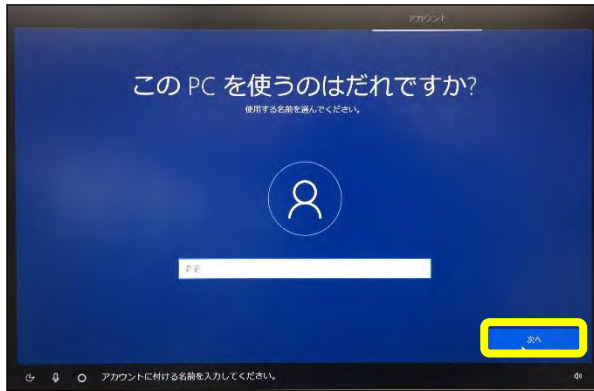 アカウント
この PC を使うのはだれですか?
使用する名前を選んでください。
名前
次へ
アカウントに付ける名前を入力してください。